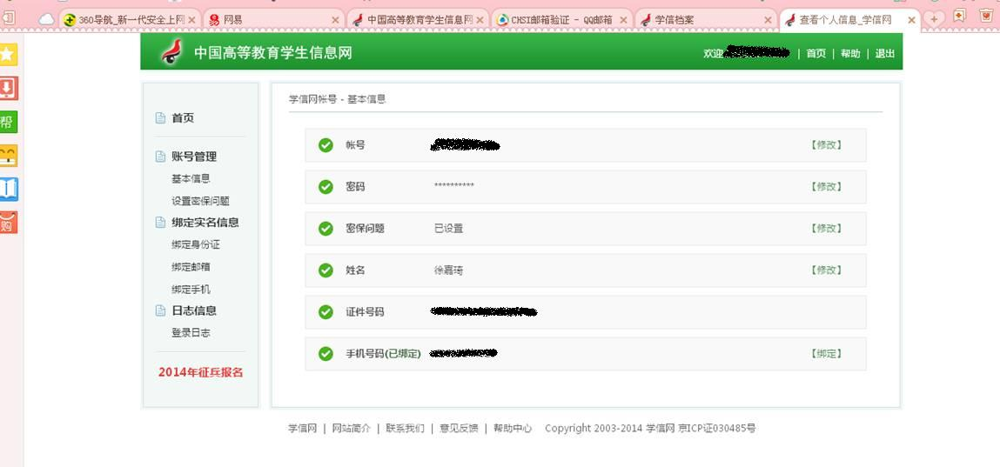 360导航_新一代安全上网 网易 中国高等教育学生信息网 CHSI邮箱验证 - QQ邮箱 学信档案 查看个人信息_学信网
中国高等教育学生信息网 欢迎 | 首页 | 帮助 | 退出
帮
购
首页
账号管理
基本信息
设置密保问题
绑定实名信息
绑定身份证
绑定邮箱
绑定手机
日志信息
登录日志
2014年征兵报名
学信网帐号 - 基本信息
帐号 【修改】
密码 ********** 【修改】
密保问题 已设置 【修改】
姓名 徐嘉琦 【修改】
证件号码
手机号码(已绑定) 【绑定】
学信网 | 网站简介 | 联系我们 | 意见反馈 | 帮助中心 Copyright 2003-2014 学信网 京ICP证030485号